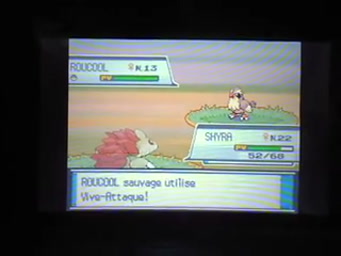 ROUCOOL ♀N.13
PV
SHYRA ♀N.22
PV
52/68
ROUCOOL sauvage utilise
Vive-Attaque!